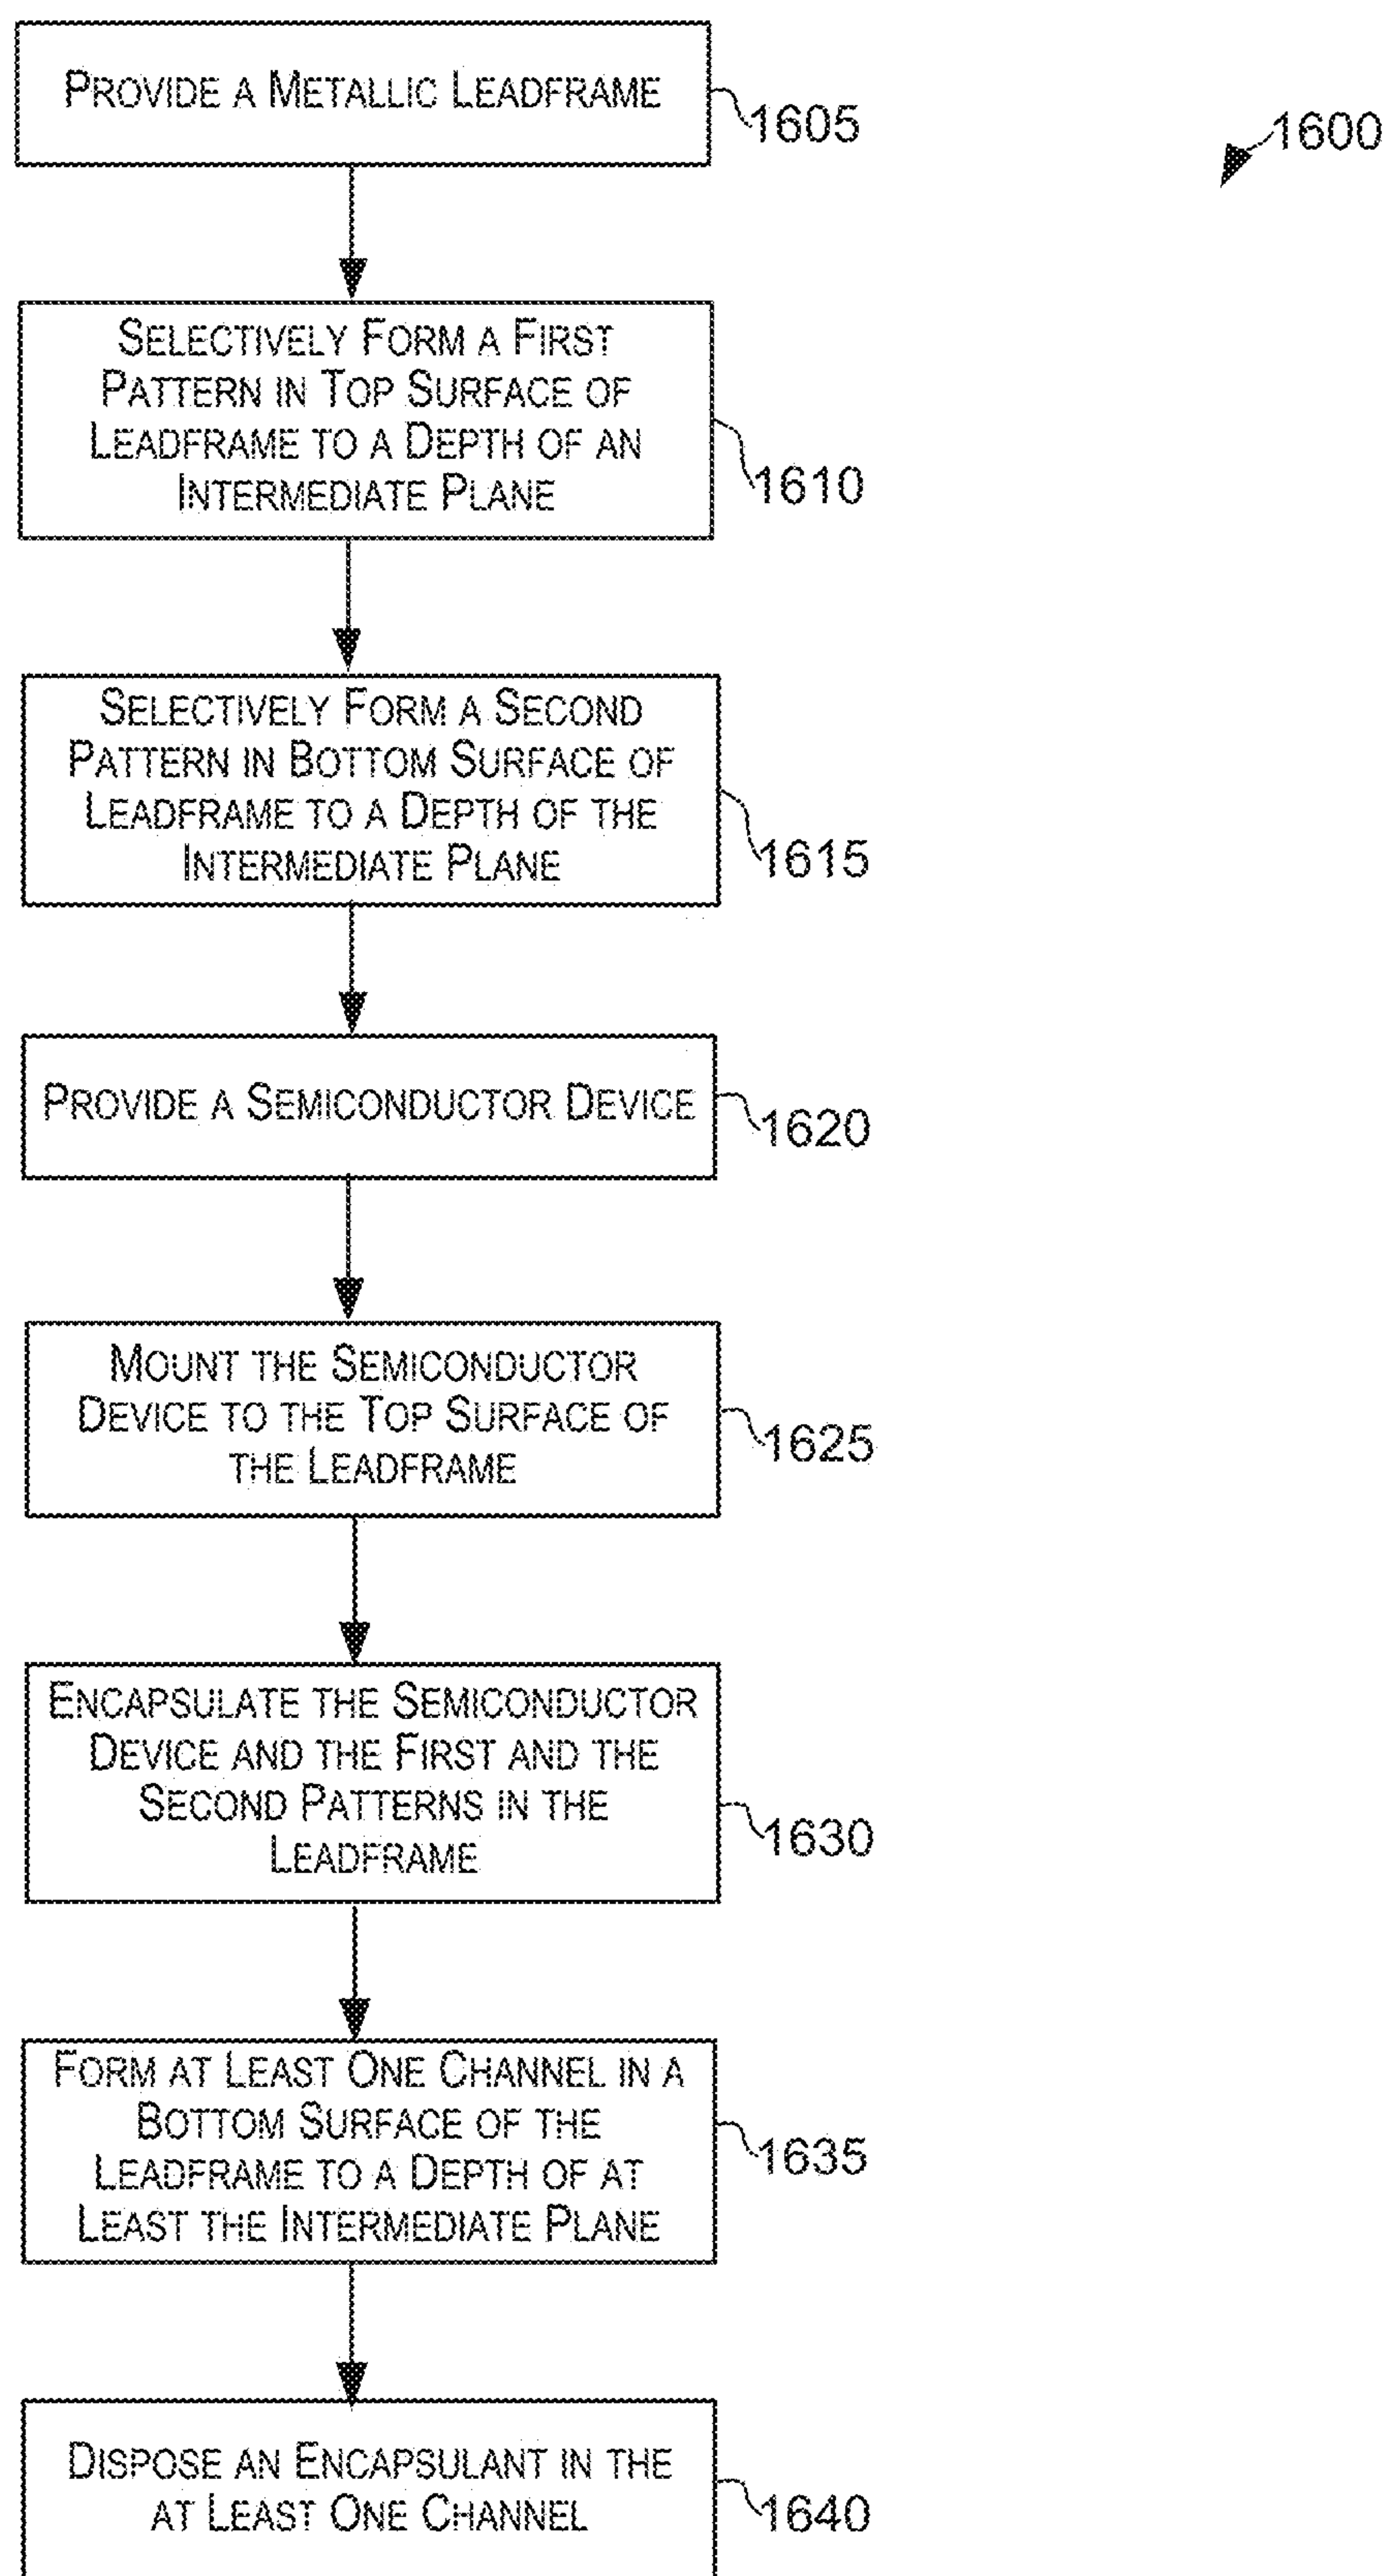 PROVIDE A METALLIC LEADFRAME
1605
1600
SELECTIVELY FORM A FIRST
PATTERN IN TOP SURFACE OF
LEADFRAME TO A DEPTH OF AN
INTERMEDIATE PLANE
1610
SELECTIVELY FORM A SECOND
PATTERN IN BOTTOM SURFACE OF
LEADFRAME TO A DEPTH OF THE
INTERMEDIATE PLANE
1615
PROVIDE A SEMICONDUCTOR DEVICE
1620
MOUNT THE SEMICONDUCTOR
DEVICE TO THE TOP SURFACE OF
THE LEADFRAME
1625
ENCAPSULATE THE SEMICONDUCTOR
DEVICE AND THE FIRST AND THE
SECOND PATTERNS IN THE
LEADFRAME
1630
FORM AT LEAST ONE CHANNEL IN A
BOTTOM SURFACE OF THE
LEADFRAME TO A DEPTH OF AT
LEAST THE INTERMEDIATE PLANE
1635
DISPOSE AN ENCAPSULANT IN THE
AT LEAST ONE CHANNEL
1640